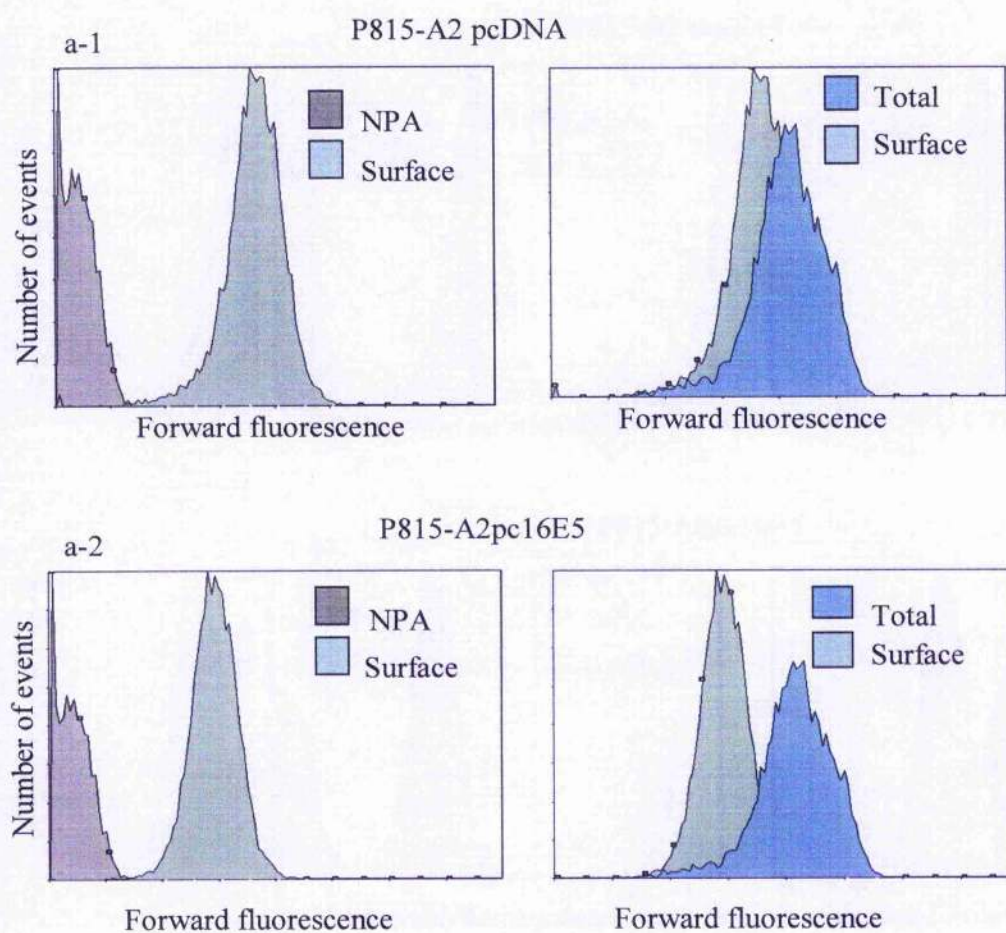 P815-A2 pcDNA
a-1
NPA
Surface
Total
Surface
Number of events
Forward fluorescence
Forward fluorescence
P815-A2pc16E5
a-2
NPA
Surface
Total
Surface
Number of events
Forward fluorescence
Forward fluorescence